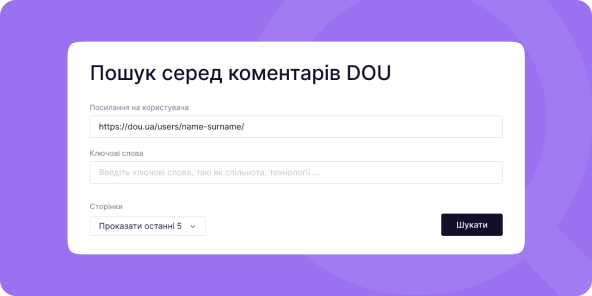 Пошук серед коментарів DOU
Посилання на користувача
https://dou.ua/users/name-surname/
Ключові слова
Введіть ключові слова, такі як спільнота, технології ...
Сторінки
Прoказати останні 5
Шукати